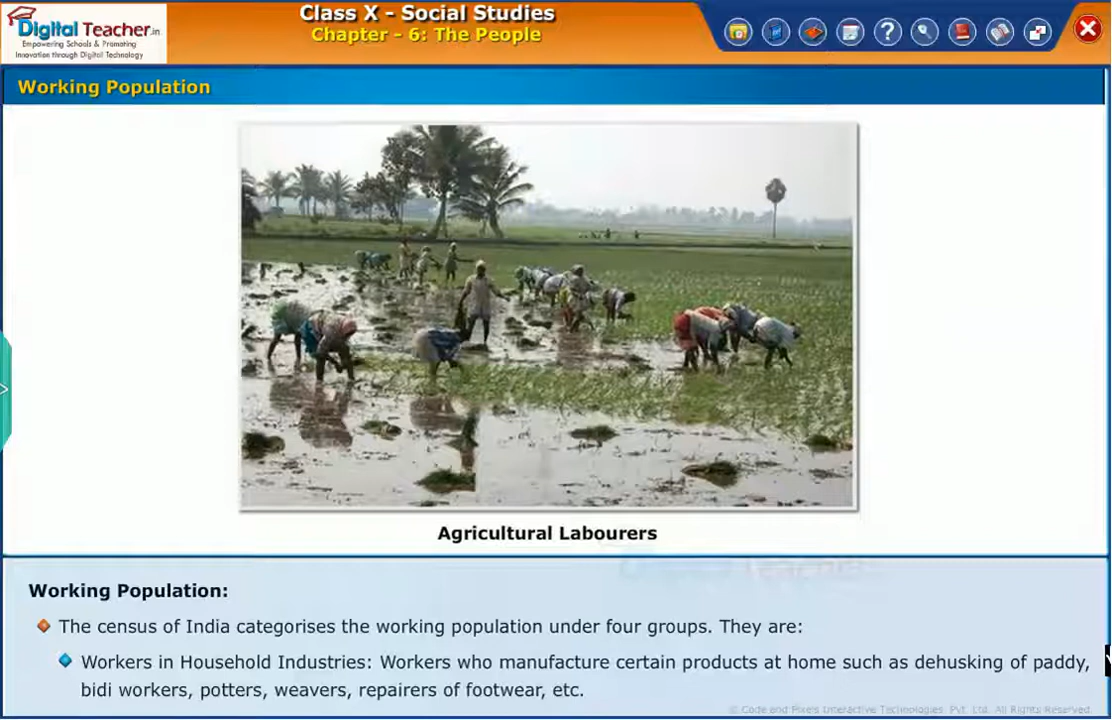 Digital Teacher.in
Empowering Schools & Promoting
Innovation through Digital Technology
Class X - Social Studies
Chapter - 6: The People
Working Population
Agricultural Labourers
Working Population:
The census of India categorises the working population under four groups. They are:
Workers in Household Industries: Workers who manufacture certain products at home such as dehusking of paddy,
bidi workers, potters, weavers, repairers of footwear, etc.
© Code and Pixels Interactive Technologies. Pvt. Ltd. All Rights Reserved.